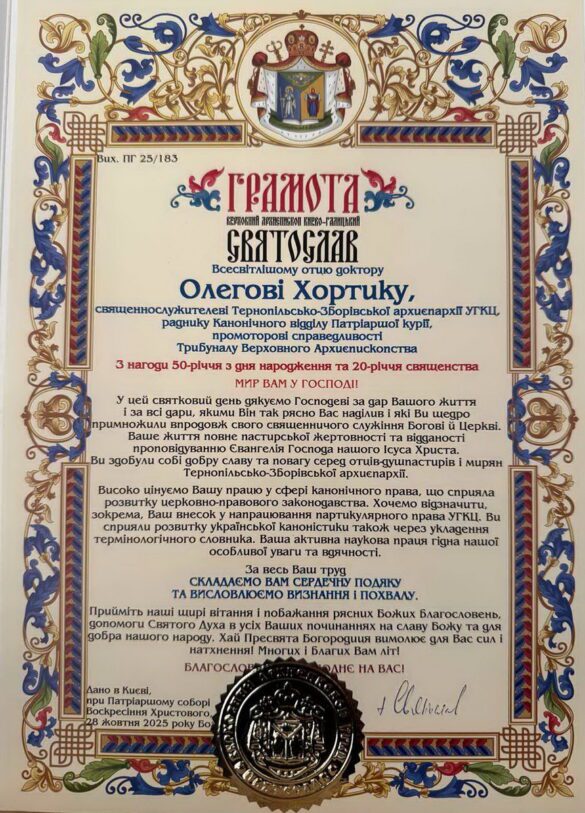 Вих. ПГ 25/183
ГРАМОТА
ВЕРХОВНИЙ АРХИЄПИСКОП КИЄВО-ГАЛИЦЬКИЙ
СВЯТОСЛАВ
Всесвітлішому отцю доктору
Олегові Хортику,
священнослужителеві Тернопільсько-Зборівської архиєпархії УГКЦ,
раднику Канонічного відділу Патріаршої курії,
промоторові справедливості
Трибуналу Верховного Архиєпископства
З нагоди 50-річчя з дня народження та 20-річчя священства
МИР ВАМ У ГОСПОДІ!
У цей святковий день дякуємо Господеві за дар Вашого життя
і за всі дари, якими Він так рясно Вас наділив і які Ви щедро
примножили впродовж свого священичого служіння Богові й Церкві.
Ваше життя повне пастирської жертовності та відданості
проповідуванню Євангелія Господа нашого Ісуса Христа.
Ви здобули собі добру славу та повагу серед отців-душпастирів і мирян
Тернопільсько-Зборівської архиєпархії.
Високо цінуємо Вашу працю у сфері канонічного права, що сприяла
розвитку церковно-правового законодавства. Хочемо відзначити,
зокрема, Ваш внесок у напрацювання партикулярного права УГКЦ. Ви
сприяли розвитку української каноністики також через укладення
термінологічного словника. Ваша активна наукова праця гідна нашої
особливої уваги та вдячності.
За весь Ваш труд
СКЛАДАЄМО ВАМ СЕРДЕЧНУ ПОДЯКУ
ТА ВИСЛОВЛЮЄМО ВИЗНАННЯ І ПОХВАЛУ.
Прийміть наші щирі вітання і побажання рясних Божих Благословень,
допомоги Святого Духа в усіх Ваших починаннях на славу Божу та для
добра нашого народу. Хай Пресвята Богородиця вимолює для Вас сил і
натхнення! Многих і Благих Вам літ!
НА ВАС!
Дано в Києві,
при Патріаршому соборі
Воскресіння Христового,
28 жовтня 2025 року